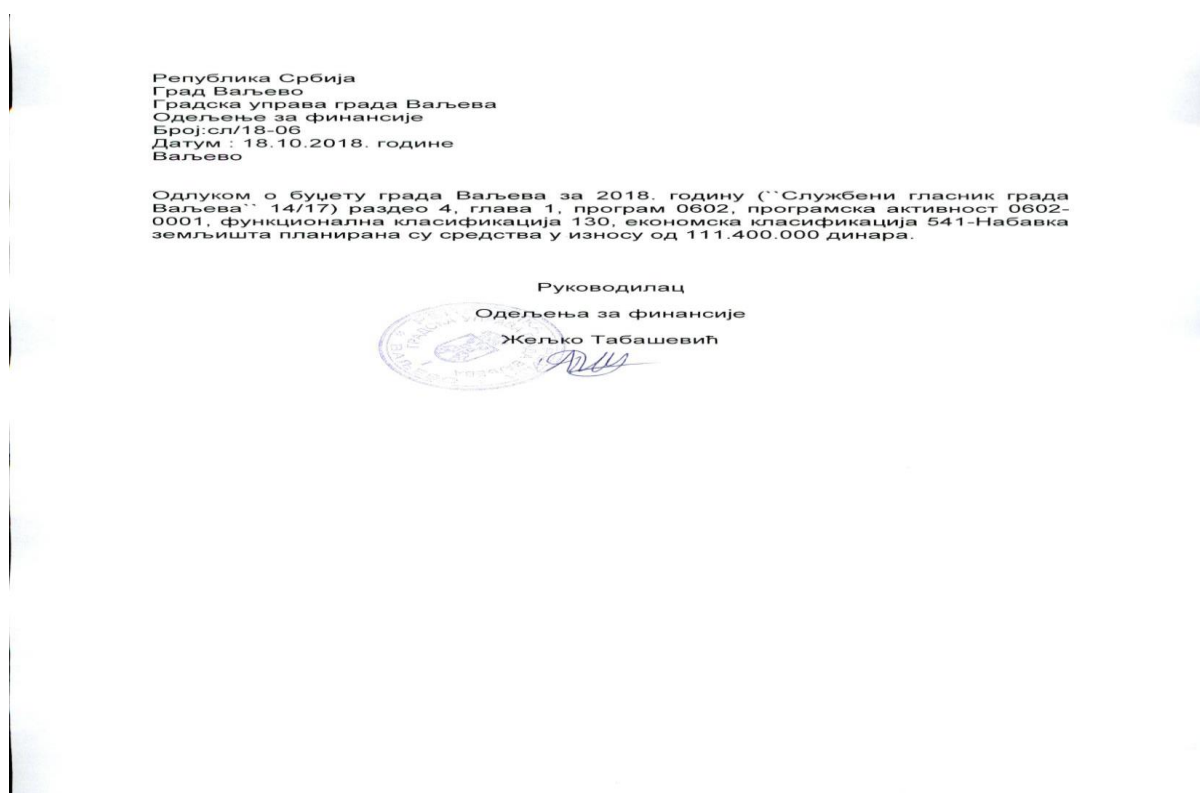 Република Србија
Град Ваљево
Градска управа града Ваљева
Одељење за финансије
Број:сл/18-06
Датум : 18.10.2018. године
Ваљево
Одлуком о буџету града Ваљева за 2018. годину (``Службени гласник града
Ваљева`` 14/17) раздео 4, глава 1, програм 0602, програмска активност 0602-
0001, функционална класификација 130, економска класификација 541-Набавка
земљишта планирана су средства у износу од 111.400.000 динара.
Руководилац
Одељења за финансије
Жељко Табашевић